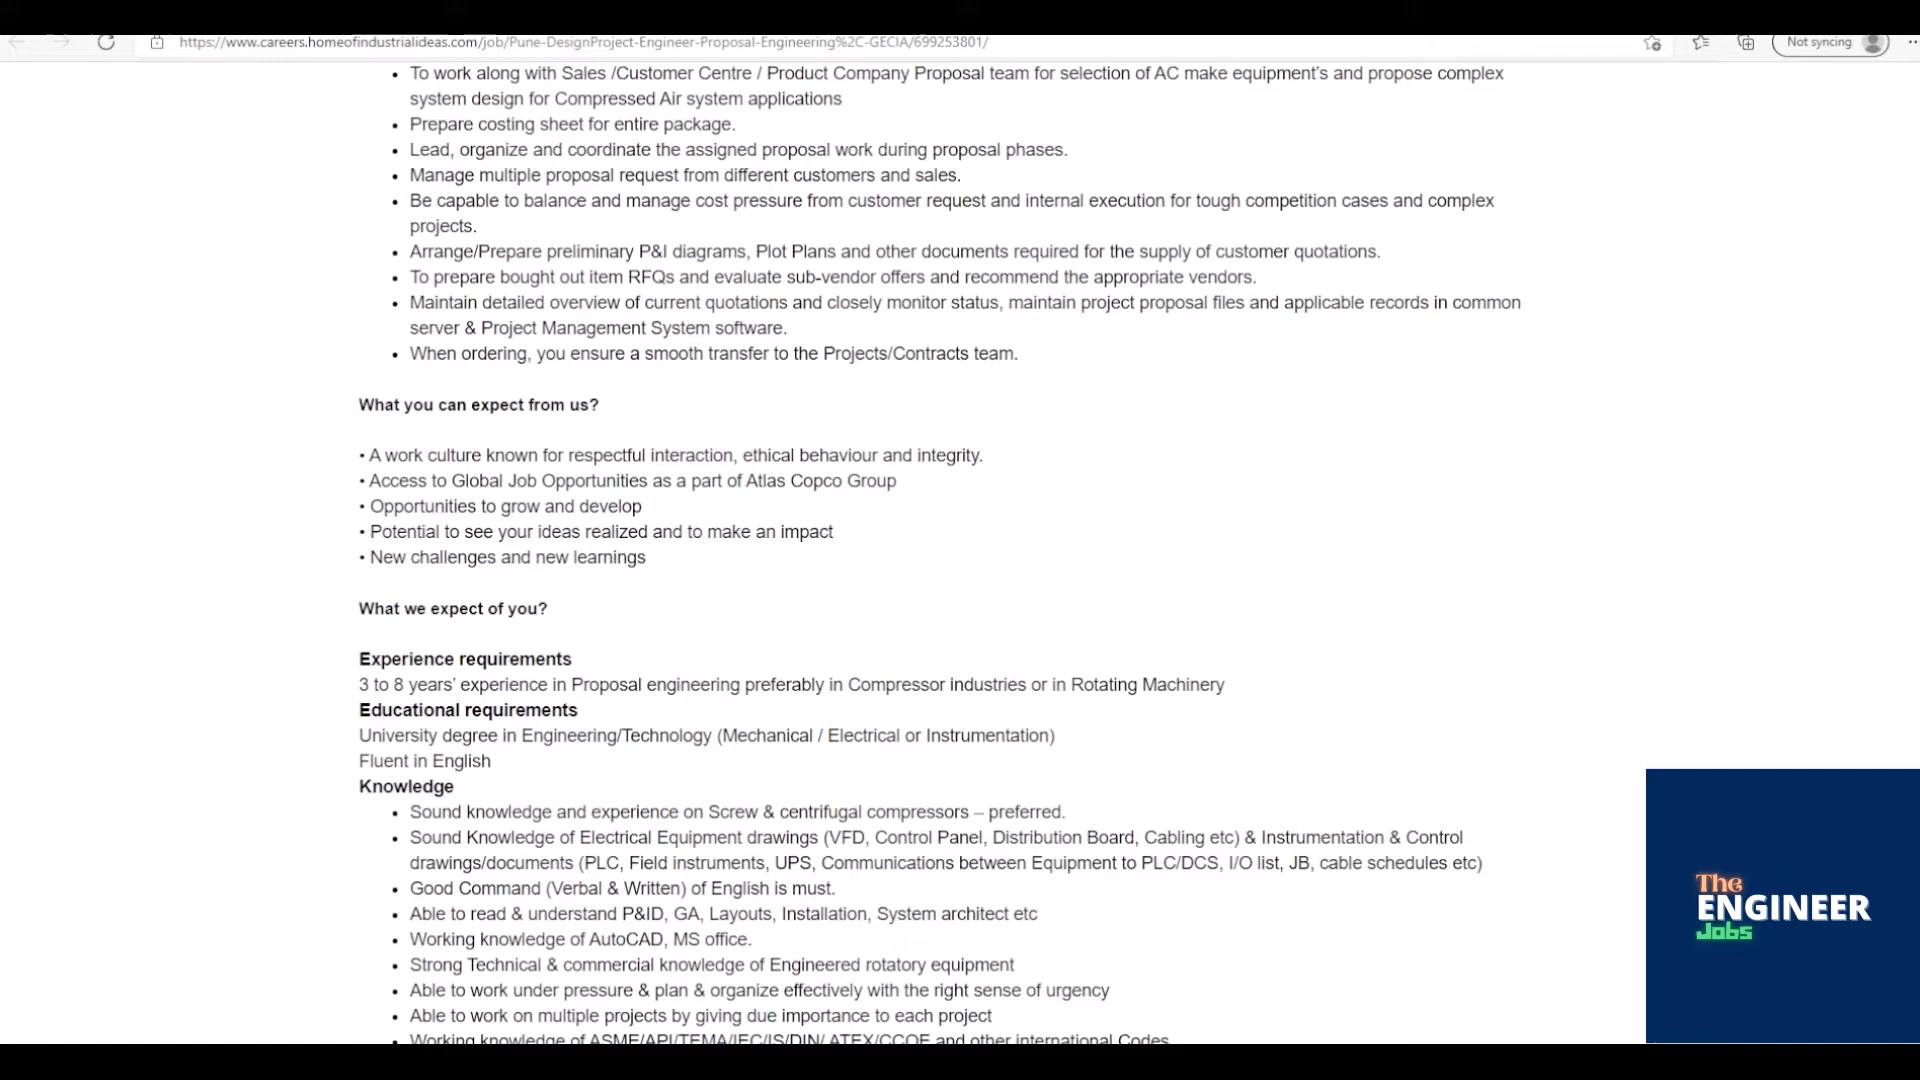 https://www.careers.homeofindustrialideas.com/job/Pune-DesignProject-Engineer-Proposal-Engineering%2C-GECIA/699253801/
Not syncing
• To work along with Sales /Customer Centre / Product Company Proposal team for selection of AC make equipment’s and propose complex
system design for Compressed Air system applications
• Prepare costing sheet for entire package.
• Lead, organize and coordinate the assigned proposal work during proposal phases.
• Manage multiple proposal request from different customers and sales.
• Be capable to balance and manage cost pressure from customer request and internal execution for tough competition cases and complex
projects.
• Arrange/Prepare preliminary P&I diagrams, Plot Plans and other documents required for the supply of customer quotations.
• To prepare bought out item RFQs and evaluate sub-vendor offers and recommend the appropriate vendors.
• Maintain detailed overview of current quotations and closely monitor status, maintain project proposal files and applicable records in common
server & Project Management System software.
• When ordering, you ensure a smooth transfer to the Projects/Contracts team.
What you can expect from us?
• A work culture known for respectful interaction, ethical behaviour and integrity.
• Access to Global Job Opportunities as a part of Atlas Copco Group
• Opportunities to grow and develop
• Potential to see your ideas realized and to make an impact
• New challenges and new learnings
What we expect of you?
Experience requirements
3 to 8 years’ experience in Proposal engineering preferably in Compressor industries or in Rotating Machinery
Educational requirements
University degree in Engineering/Technology (Mechanical / Electrical or Instrumentation)
Fluent in English
Knowledge
• Sound knowledge and experience on Screw & centrifugal compressors – preferred.
• Sound Knowledge of Electrical Equipment drawings (VFD, Control Panel, Distribution Board, Cabling etc) & Instrumentation & Control
drawings/documents (PLC, Field instruments, UPS, Communications between Equipment to PLC/DCS, I/O list, JB, cable schedules etc)
• Good Command (Verbal & Written) of English is must.
• Able to read & understand P&ID, GA, Layouts, Installation, System architect etc
• Working knowledge of AutoCAD, MS office.
• Strong Technical & commercial knowledge of Engineered rotatory equipment
• Able to work under pressure & plan & organize effectively with the right sense of urgency
• Able to work on multiple projects by giving due importance to each project
• Working knowledge of ASME/API/TEMA/IEC/IS/DIN/ ATEX/CCOE and other international Codes
The
ENGINEER
Jobs